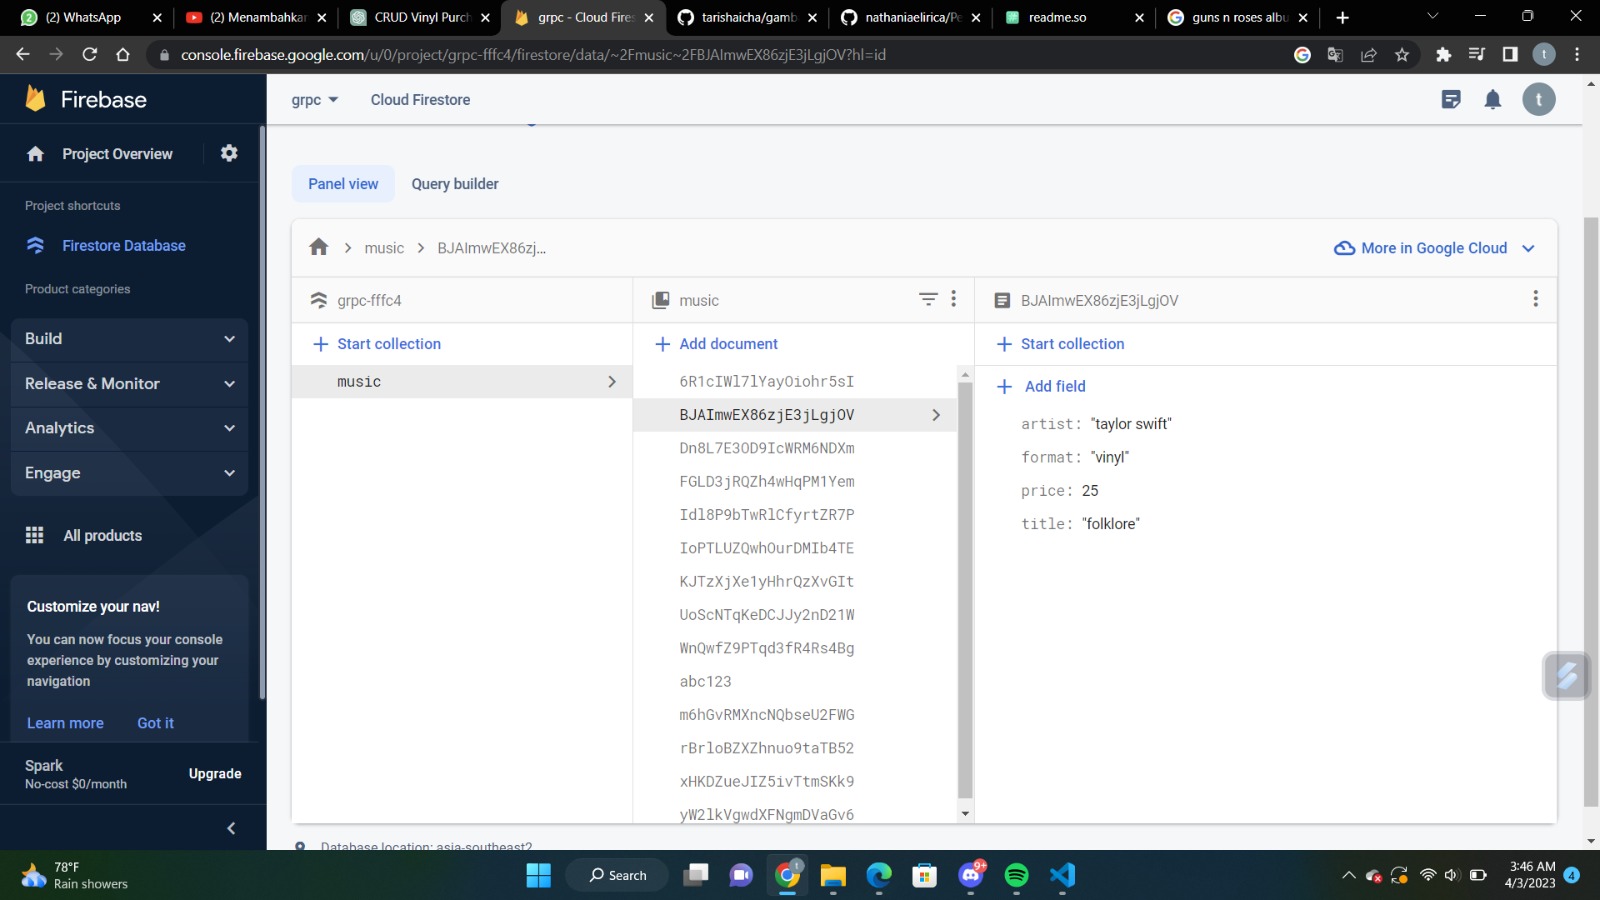 (2) WhatsApp
(2) Menambahkar
CRUD Vinyl Purch
grpc - Cloud Fires
tarishaicha/gamb
nathaniaelirica/Pe
readme.so
guns n roses albu
console.firebase.google.com/u/0/project/grpc-fffc4/firestore/data/~2Fmusic~2FBJAImwEX86zjE3jLgjOV?hl=id
t
Firebase
grpc
Cloud Firestore
t
Project Overview
Project shortcuts
Firestore Database
Product categories
Build
Release & Monitor
Analytics
Engage
All products
Customize your nav!
You can now focus your console
experience by customizing your
navigation
Learn more
Got it
Spark
No-cost $0/month
Upgrade
Panel view
Query builder
music
BJAImwEX86zj...
More in Google Cloud
grpc-fffc4
Start collection
music
music
Add document
6R1cIWl7lYayOiohr5sI
BJAImwEX86zjE3jLgjOV
Dn8L7E3OD9IcWRM6NDXm
FGLD3jRQZh4wHqPM1Yem
Idl8P9bTwRlCfyrtZR7P
IoPTLUZQwhOurDMIb4TE
KJTzXjXe1yHhrQzXvGIt
UoScNTqKeDCJJy2nD21W
WnQwfZ9PTqd3fR4Rs4Bg
abc123
m6hGvRMXncNQbseU2FWG
rBrloBZXZhnuo9taTB52
xHKDZueJIZ5ivTtmSKk9
yW2lkVgwdXFNgmDVaGv6
BJAImwEX86zjE3jLgjOV
Start collection
Add field
artist: "taylor swift"
format: "vinyl"
price: 25
title: "folklore"
Database location: asia-southeast2
78°F
Rain showers
Search
9+
3:46 AM
4/3/2023
4